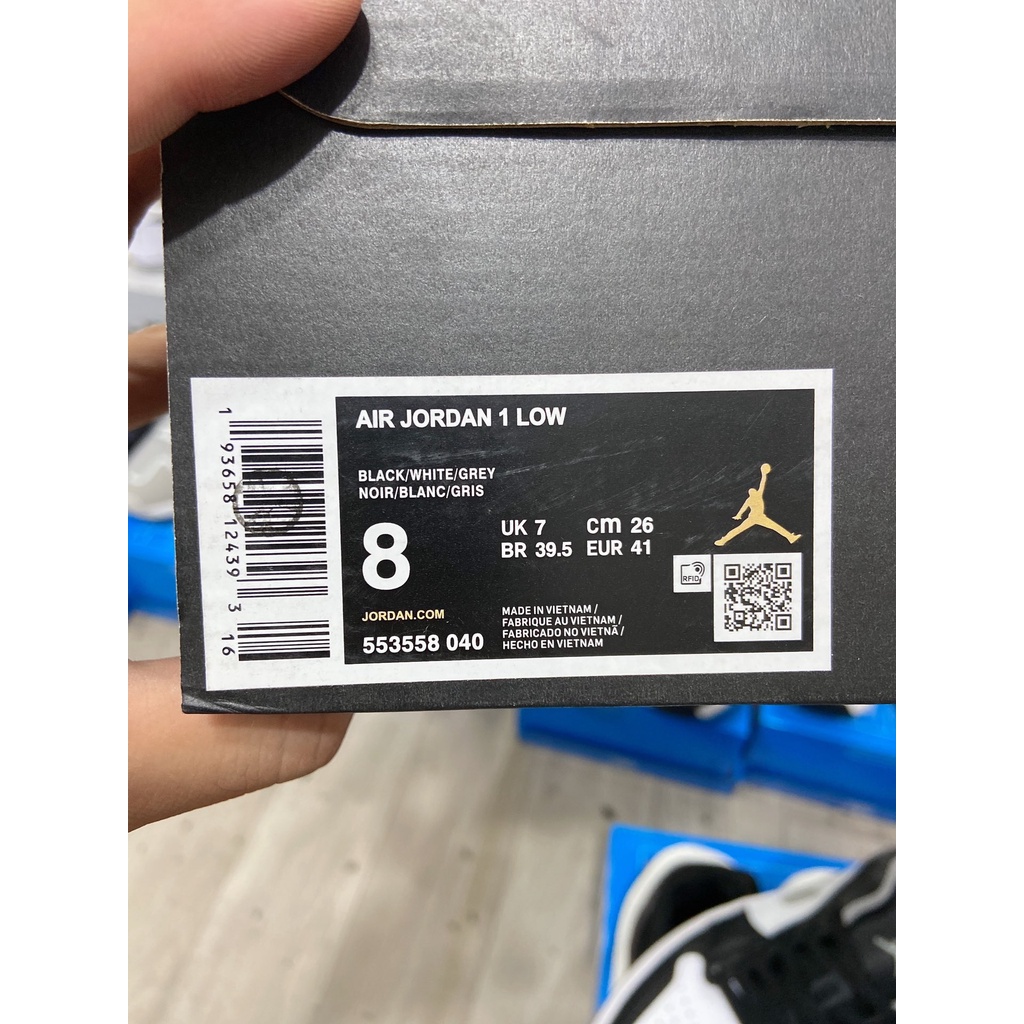 AIR JORDAN 1 LOW
BLACK/WHITE/GREY
NOIR/BLANC/GRIS
8
UK 7 cm 26
BR 39.5 EUR 41
RFID
JORDAN.COM
553558 040
MADE IN VIETNAM /
FABRIQUE AU VIETNAM /
FABRICADO NO VIETNÃ /
HECHO EN VIETNAM
1 93658 12439 3 16